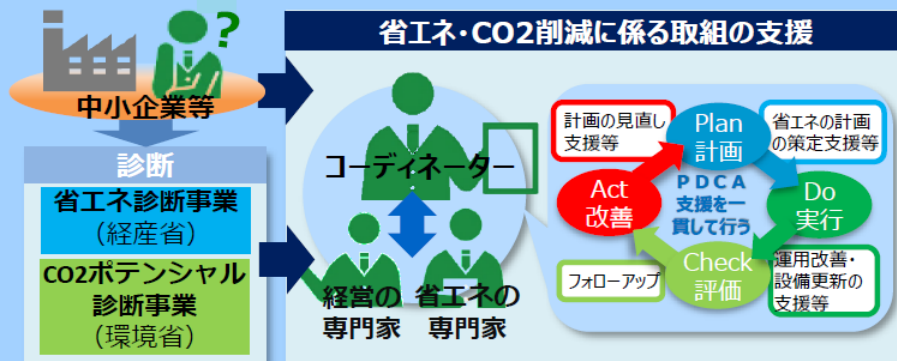 ?
中小企業等
診断
省エネ診断事業
(経産省)
CO2ポテンシャル
診断事業
(環境省)
省エネ・CO2削減に係る取組の支援
コーディネーター
経営の
専門家
省エネの
専門家
計画の見直し
支援等
Plan
計画
省エネの計画
の策定支援等
Act
改善
PDCA
支援を一
貫して行う
Do
実行
フォローアップ
Check
評価
運用改善・
設備更新の
支援等